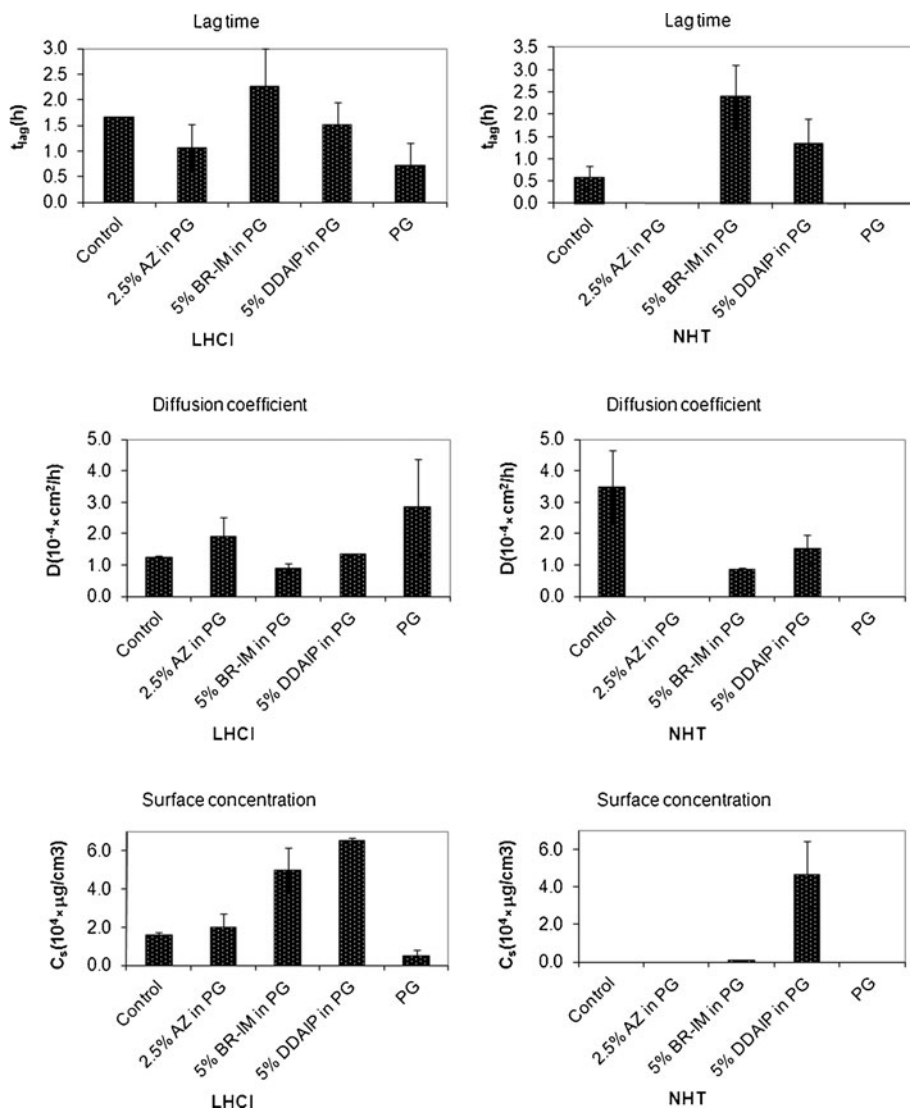 Lag time
t_lag(h)
3.0
2.5
2.0
1.5
1.0
0.5
0.0
Control
2.5% AZ in PG
5% BR-IM in PG
5% DDAIP in PG
PG
LHCl
Lag time
t_lag(h)
3.5
3.0
2.5
2.0
1.5
1.0
0.5
0.0
Control
2.5% AZ in PG
5% BR-IM in PG
5% DDAIP in PG
PG
NHT
Diffusion coefficient
D(10⁻⁴×cm²/h)
5.0
4.0
3.0
2.0
1.0
0.0
Control
2.5% AZ in PG
5% BR-IM in PG
5% DDAIP in PG
PG
LHCl
Diffusion coefficient
D(10⁻⁴×cm²/h)
5.0
4.0
3.0
2.0
1.0
0.0
Control
2.5% AZ in PG
5% BR-IM in PG
5% DDAIP in PG
PG
NHT
Surface concentration
C_s(10⁴×μg/cm3)
6.0
4.0
2.0
0.0
Control
2.5% AZ in PG
5% BR-IM in PG
5% DDAIP in PG
PG
LHCl
Surface concentration
C_s(10⁴×μg/cm3)
6.0
4.0
2.0
0.0
Control
2.5% AZ in PG
5% BR-IM in PG
5% DDAIP in PG
PG
NHT